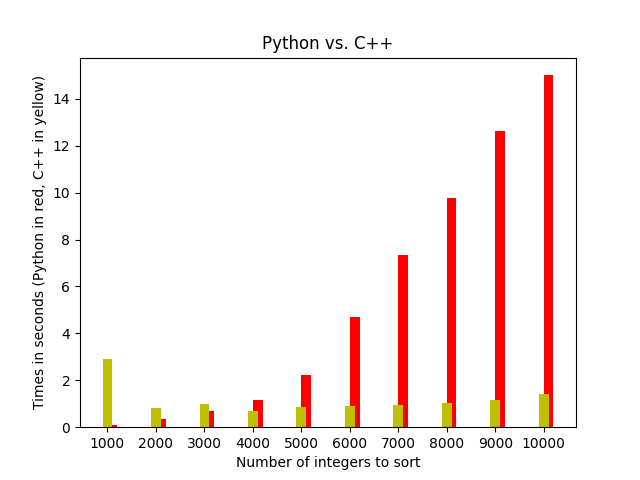 Python vs. C++
Times in seconds (Python in red, C++ in yellow)
14
12
10
8
6
4
2
0
1000 2000 3000 4000 5000 6000 7000 8000 9000 10000
Number of integers to sort